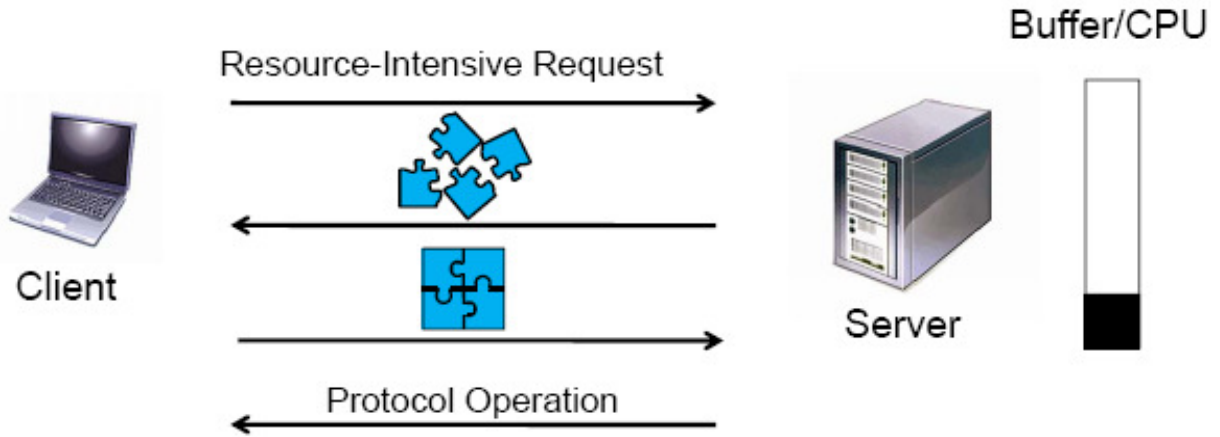 Buffer/CPU
Resource-Intensive Request
Client
Server
Protocol Operation